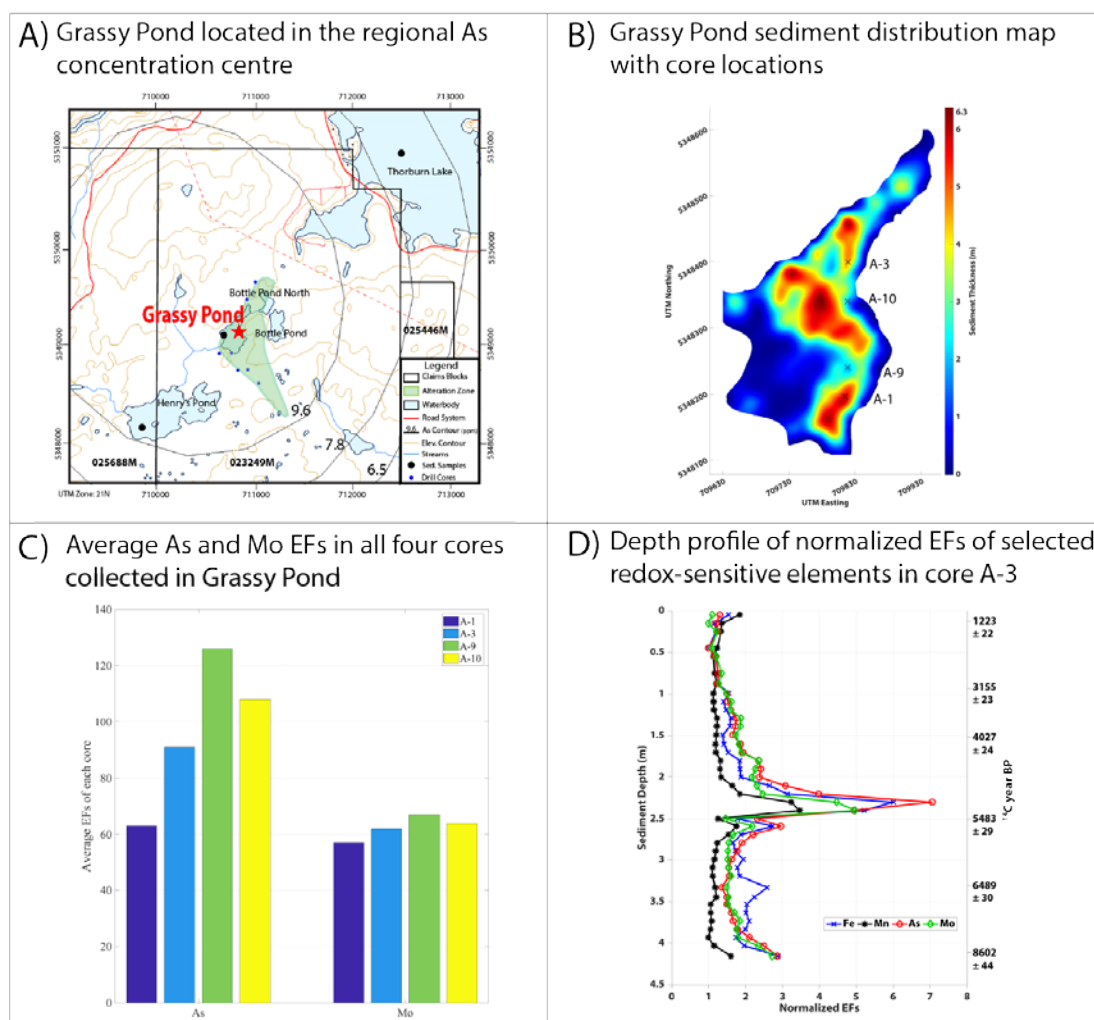 A) Grassy Pond located in the regional As
concentration centre
710000 711000 712000 713000
5351000
5350000
5349000
5348000
Thorburn Lake
Bottle Pond North
Grassy Pond
Bottle Pond
025446M
Henry's Pond
9.6
7.8
6.5
025688M
023249M
Legend
Claims Blocks
Alteration Zone
Waterbody
Road System
9.6 As Contour (ppm)
Elev. Contour
Streams
Sed. Samples
Drill Cores
UTM Zone: 21N
710000 711000 712000 713000
B) Grassy Pond sediment distribution map
with core locations
5348600
5348500
5348400
5348300
5348200
5348100
UTM Northing
A-3
A-10
A-9
A-1
709630 709730 709830 709930
UTM Easting
6.3
6
5
4
3
2
1
0
Sediment Thickness (m)
C) Average As and Mo EFs in all four cores
collected in Grassy Pond
140
120
100
80
60
40
20
0
Average EFs of each core
A-1
A-3
A-9
A-10
As Mo
D) Depth profile of normalized EFs of selected
redox-sensitive elements in core A-3
0
0.5
1
1.5
2
2.5
3
3.5
4
4.5
Sediment Depth (m)
1223
± 22
3155
± 23
4027
± 24
5483
± 29
6489
± 30
8602
± 44
14C year BP
Fe Mn As Mo
0 1 2 3 4 5 6 7 8
Normalized EFs